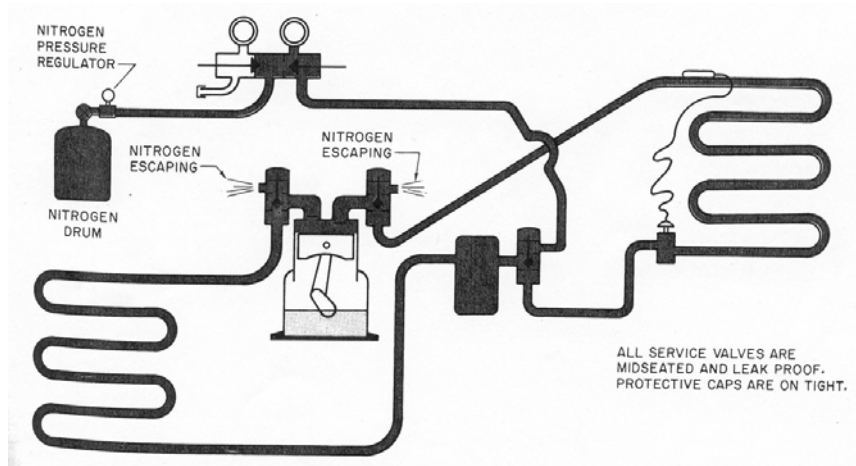 NITROGEN
PRESSURE
REGULATOR
NITROGEN
ESCAPING
NITROGEN
ESCAPING
NITROGEN
DRUM
ALL SERVICE VALVES ARE
MIDSEATED AND LEAK PROOF.
PROTECTIVE CAPS ARE ON TIGHT.